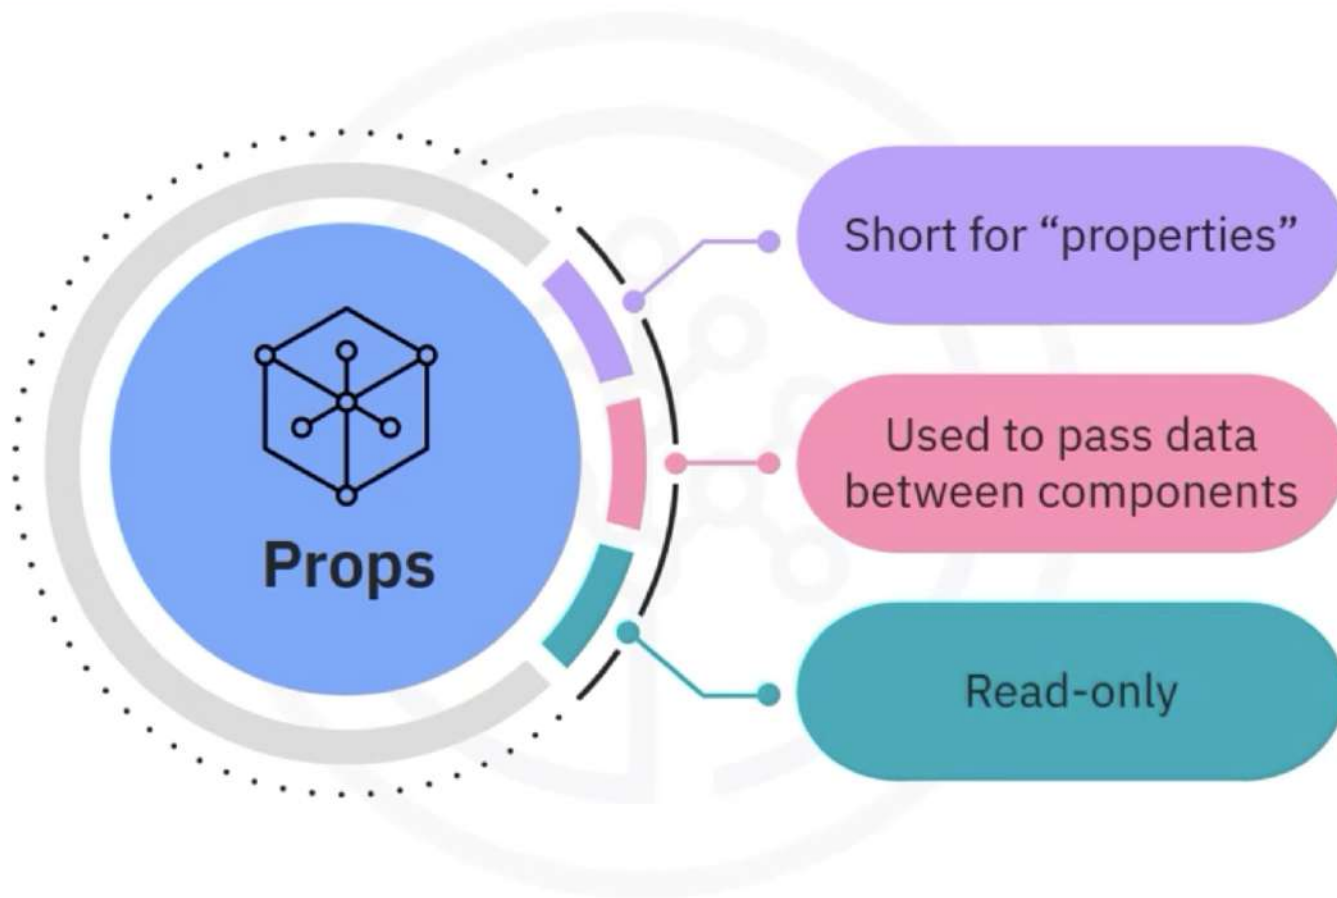 Props
Short for “properties”
Used to pass data
between components
Read-only